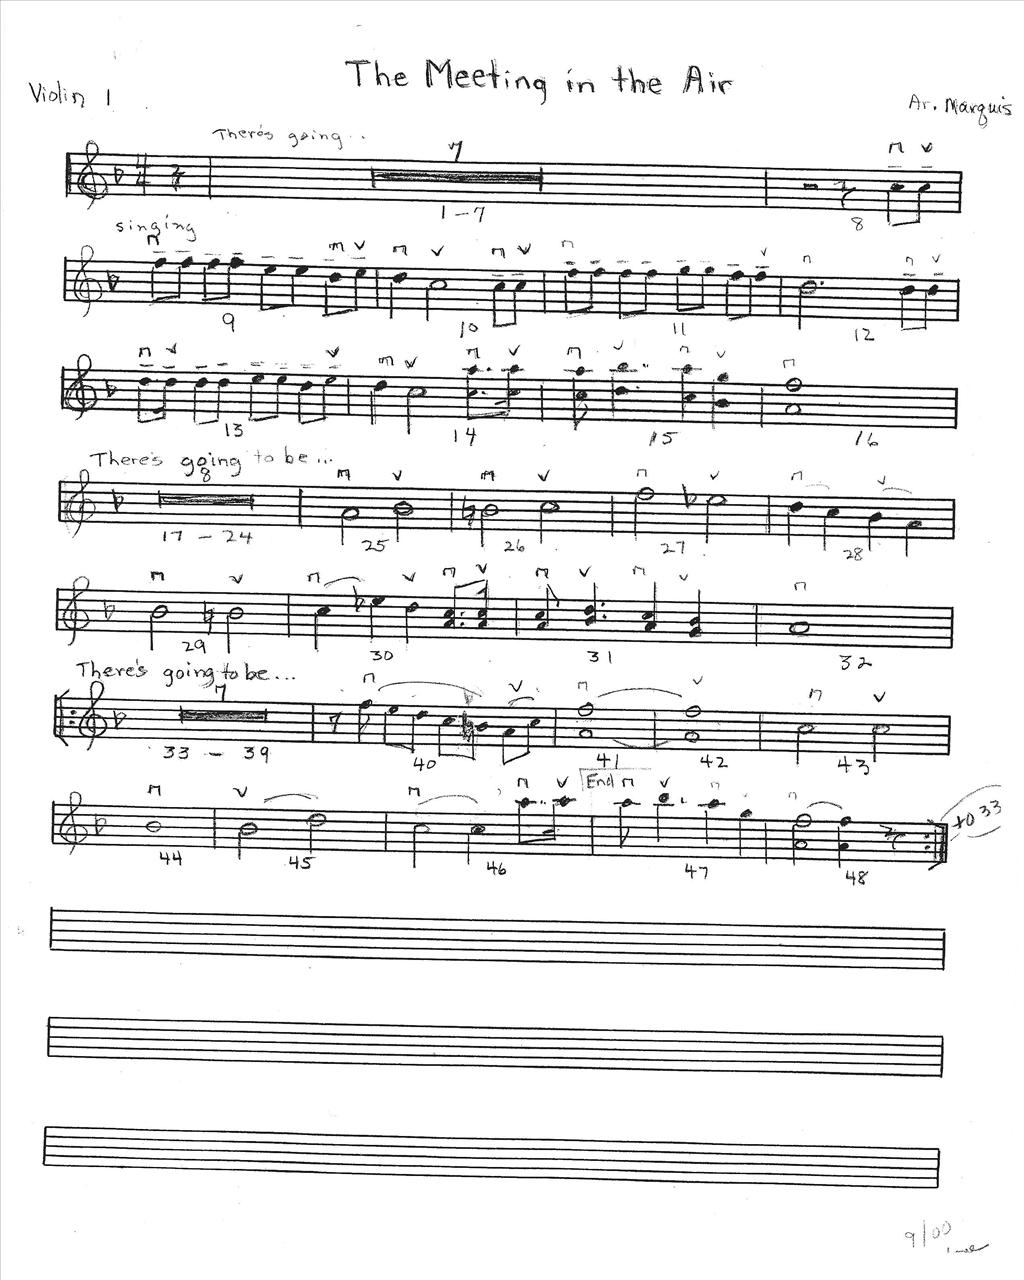 The Meeting in the Air
Violin 1
Ar. Marquis
There's going..
7
1-7
8
singing
9
10
11
12
13
14
15
16
There's going to be...
8
17 - 24
25
26
27
28
29
30
31
32
There's going to be...
7
33 - 39
40
41
42
43
End
44
45
46
47
48
to 33
9/00